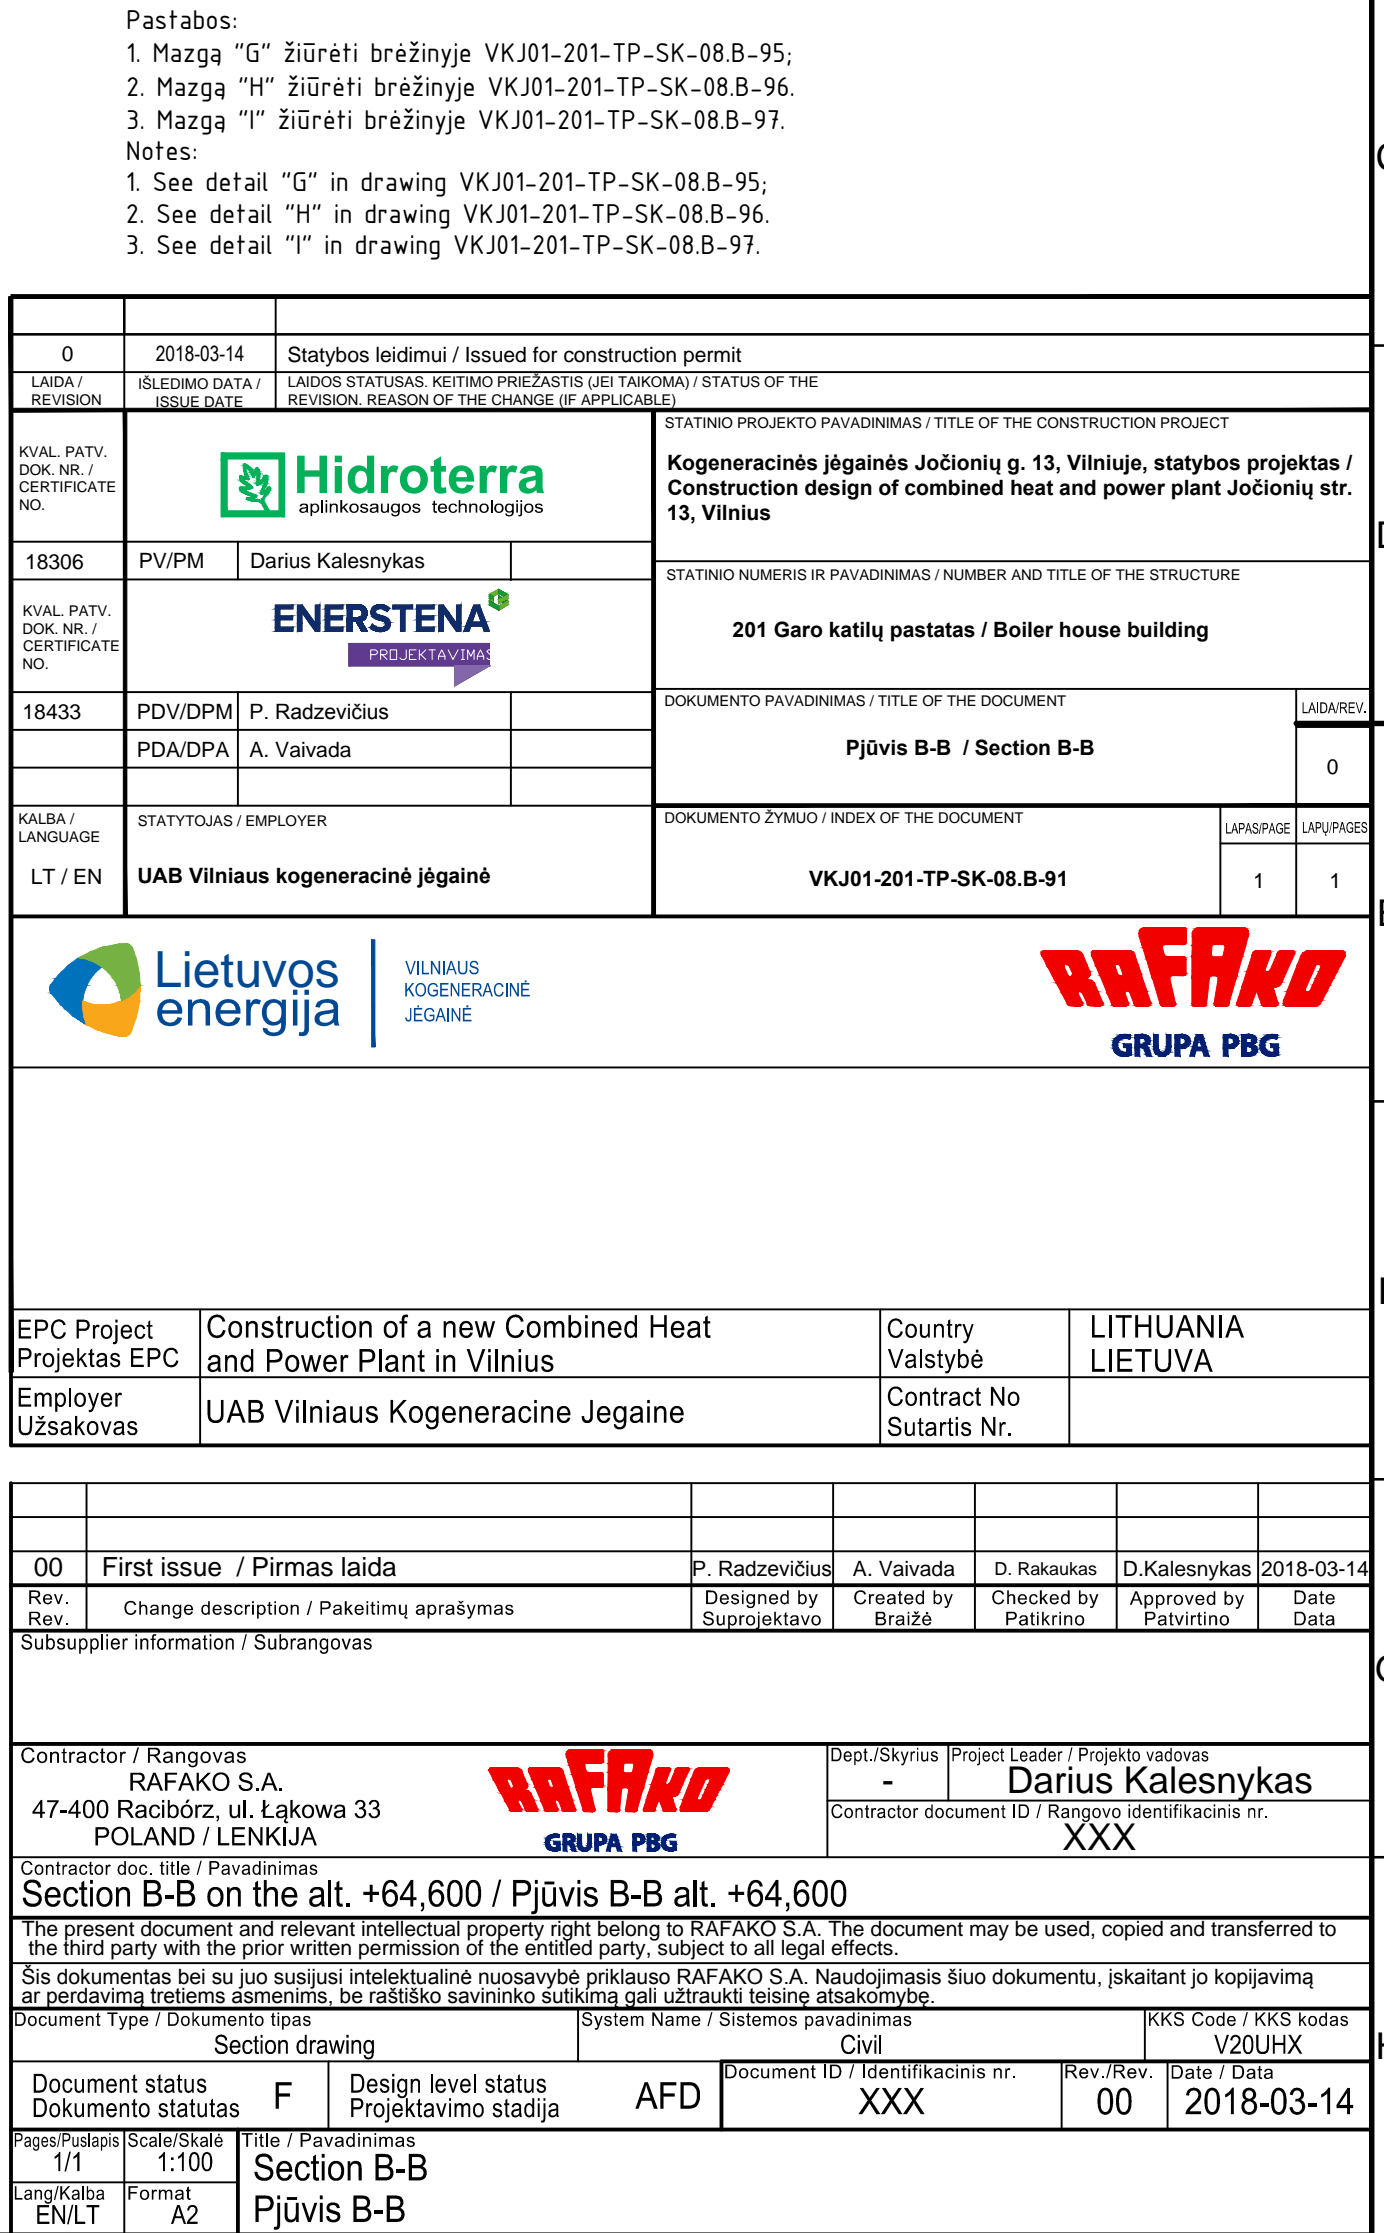 Pastabos:
1. Mazgą "G" žiūrėti brėžinyje VKJ01-201-TP-SK-08.B-95;
2. Mazgą "H" žiūrėti brėžinyje VKJ01-201-TP-SK-08.B-96.
3. Mazgą "I" žiūrėti brėžinyje VKJ01-201-TP-SK-08.B-97.
Notes:
1. See detail "G" in drawing VKJ01-201-TP-SK-08.B-95;
2. See detail "H" in drawing VKJ01-201-TP-SK-08.B-96.
3. See detail "I" in drawing VKJ01-201-TP-SK-08.B-97.
0 2018-03-14 Statybos leidimui / Issued for construction permit
LAIDA / REVISION
IŠLEDIMO DATA / ISSUE DATE
LAIDOS STATUSAS. KEITIMO PRIEŽASTIS (JEI TAIKOMA) / STATUS OF THE
REVISION. REASON OF THE CHANGE (IF APPLICABLE)
KVAL. PATV.
DOK. NR. /
CERTIFICATE
NO.
Hidroterra
aplinkosaugos technologijos
STATINIO PROJEKTO PAVADINIMAS / TITLE OF THE CONSTRUCTION PROJECT
Kogeneracinės jėgainės Jočionių g. 13, Vilniuje, statybos projektas /
Construction design of combined heat and power plant Jočionių str.
13, Vilnius
18306 PV/PM Darius Kalesnykas
STATINIO NUMERIS IR PAVADINIMAS / NUMBER AND TITLE OF THE STRUCTURE
201 Garo katilų pastatas / Boiler house building
KVAL. PATV.
DOK. NR. /
CERTIFICATE
NO.
ENERSTENA
PROJEKTAVIMAS
18433 PDV/DPM P. Radzevičius
PDA/DPA A. Vaivada
DOKUMENTO PAVADINIMAS / TITLE OF THE DOCUMENT
Pjūvis B-B / Section B-B
LAIDA/REV.
0
KALBA /
LANGUAGE
LT / EN
STATYTOJAS / EMPLOYER
UAB Vilniaus kogeneracinė jėgainė
DOKUMENTO ŽYMUO / INDEX OF THE DOCUMENT
VKJ01-201-TP-SK-08.B-91
LAPAS/PAGE LAPŲ/PAGES
1 1
Lietuvos
energija
VILNIAUS
KOGENERACINĖ
JĖGAINĖ
RAFAKO
GRUPA PBG
EPC Project
Projektas EPC
Construction of a new Combined Heat
and Power Plant in Vilnius
Country
Valstybė
LITHUANIA
LIETUVA
Employer
Užsakovas
UAB Vilniaus Kogeneracine Jegaine
Contract No
Sutartis Nr.
00 First issue / Pirmas laida P. Radzevičius A. Vaivada D. Rakaukas D.Kalesnykas 2018-03-14
Rev. Change description / Pakeitimų aprašymas Designed by Created by Checked by Approved by Date
Rev. Suprojektavo Braižė Patikrino Patvirtino Data
Subsupplier information / Subrangovas
Contractor / Rangovas
RAFAKO S.A.
47-400 Racibórz, ul. Łąkowa 33
POLAND / LENKIJA
RAFAKO
GRUPA PBG
Dept./Skyrius
-
Project Leader / Projekto vadovas
Darius Kalesnykas
Contractor document ID / Rangovo identifikacinis nr.
XXX
Contractor doc. title / Pavadinimas
Section B-B on the alt. +64,600 / Pjūvis B-B alt. +64,600
The present document and relevant intellectual property right belong to RAFAKO S.A. The document may be used, copied and transferred to
the third party with the prior written permission of the entitled party, subject to all legal effects.
Šis dokumentas bei su juo susijusi intelektualinė nuosavybė priklauso RAFAKO S.A. Naudojimasis šiuo dokumentu, įskaitant jo kopijavimą
ar perdavimą tretiems asmenims, be raštiško savininko sutikimą gali užtraukti teisinę atsakomybę.
Document Type / Dokumento tipas
Section drawing
System Name / Sistemos pavadinimas
Civil
KKS Code / KKS kodas
V20UHX
Document status
Dokumento statutas
F
Design level status
Projektavimo stadija
AFD
Document ID / Identifikacinis nr.
XXX
Rev./Rev.
00
Date / Data
2018-03-14
Pages/Puslapis
1/1
Scale/Skalė
1:100
Title / Pavadinimas
Section B-B
Pjūvis B-B
Lang/Kalba
EN/LT
Format
A2